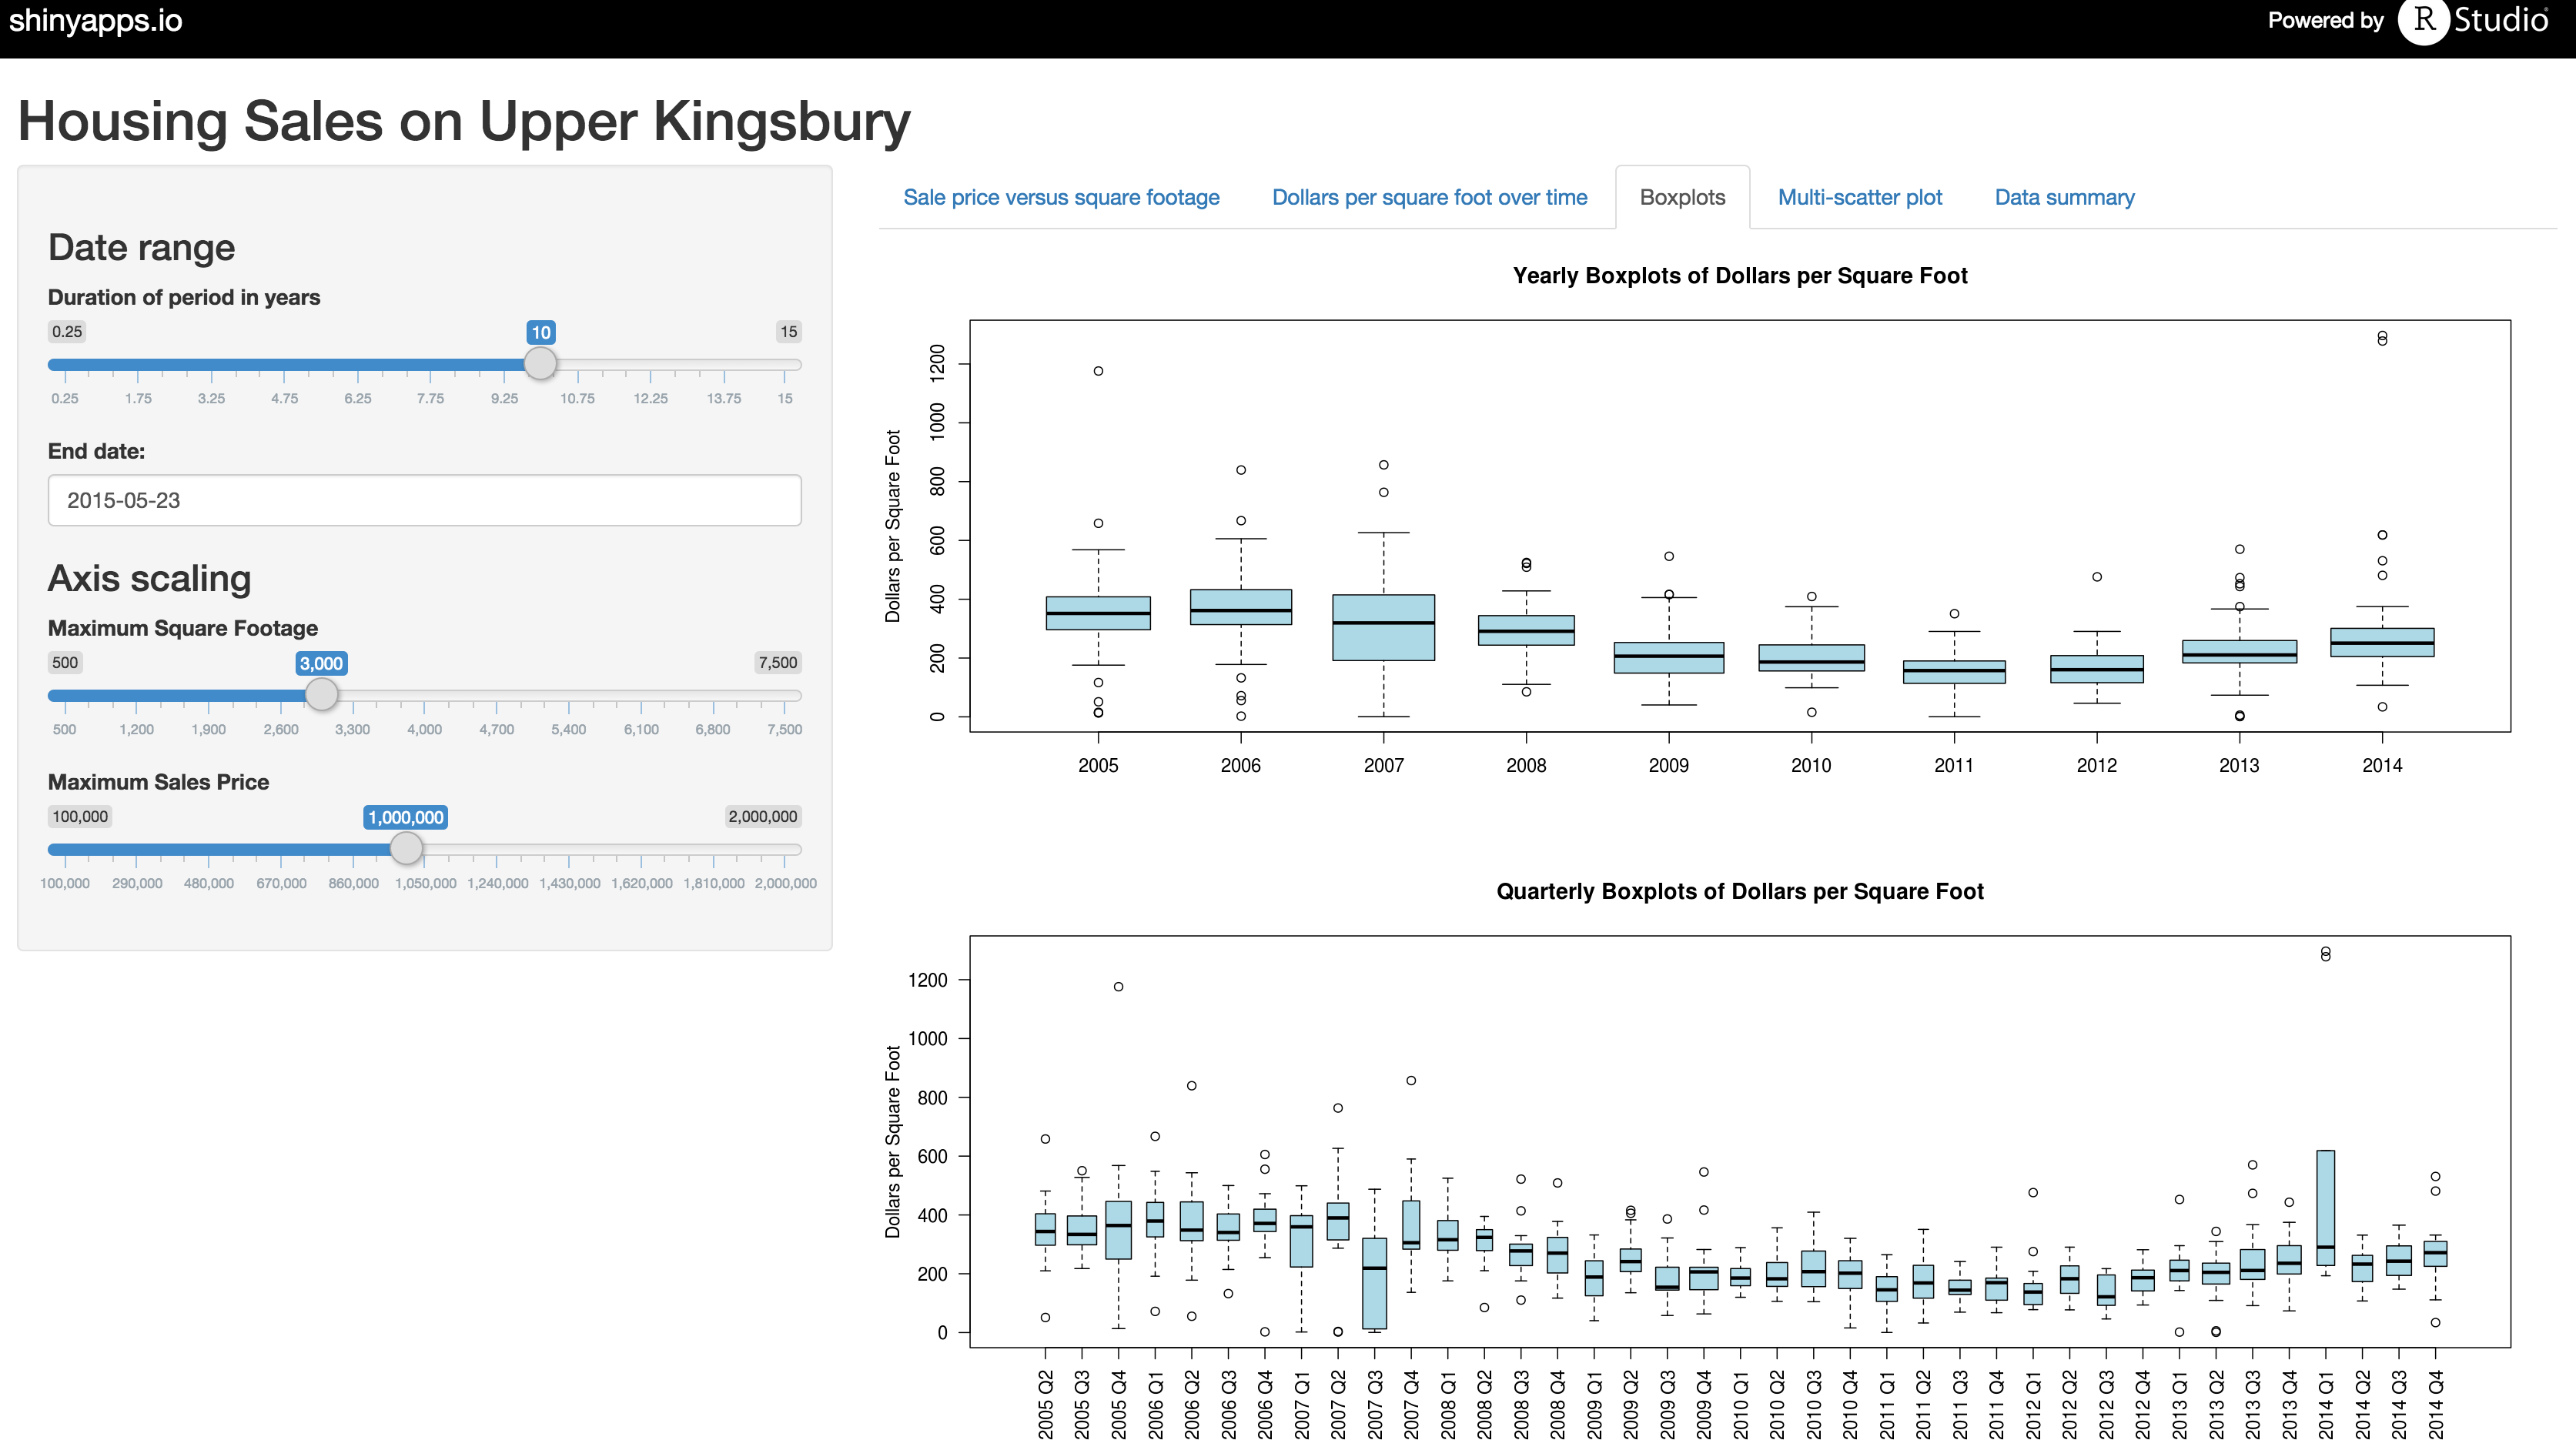 shinyapps.io
Powered by R Studio
Housing Sales on Upper Kingsbury
Date range
Duration of period in years
0.25 10 15
0.25 1.75 3.25 4.75 6.25 7.75 9.25 10.75 12.25 13.75 15
End date:
2015-05-23
Axis scaling
Maximum Square Footage
500 3,000 7,500
500 1,200 1,900 2,600 3,300 4,000 4,700 5,400 6,100 6,800 7,500
Maximum Sales Price
100,000 1,000,000 2,000,000
100,000 290,000 480,000 670,000 860,000 1,050,000 1,240,000 1,430,000 1,620,000 1,810,000 2,000,000
Sale price versus square footage Dollars per square foot over time Boxplots Multi-scatter plot Data summary
Yearly Boxplots of Dollars per Square Foot
Dollars per Square Foot
1200
1000
800
600
400
200
0
2005 2006 2007 2008 2009 2010 2011 2012 2013 2014
Quarterly Boxplots of Dollars per Square Foot
Dollars per Square Foot
1200
1000
800
600
400
200
0
2005 Q2
2005 Q3
2005 Q4
2006 Q1
2006 Q2
2006 Q3
2006 Q4
2007 Q1
2007 Q2
2007 Q3
2007 Q4
2008 Q1
2008 Q2
2008 Q3
2008 Q4
2009 Q1
2009 Q2
2009 Q3
2009 Q4
2010 Q1
2010 Q2
2010 Q3
2010 Q4
2011 Q1
2011 Q2
2011 Q3
2011 Q4
2012 Q1
2012 Q2
2012 Q3
2012 Q4
2013 Q1
2013 Q2
2013 Q3
2013 Q4
2014 Q1
2014 Q2
2014 Q3
2014 Q4